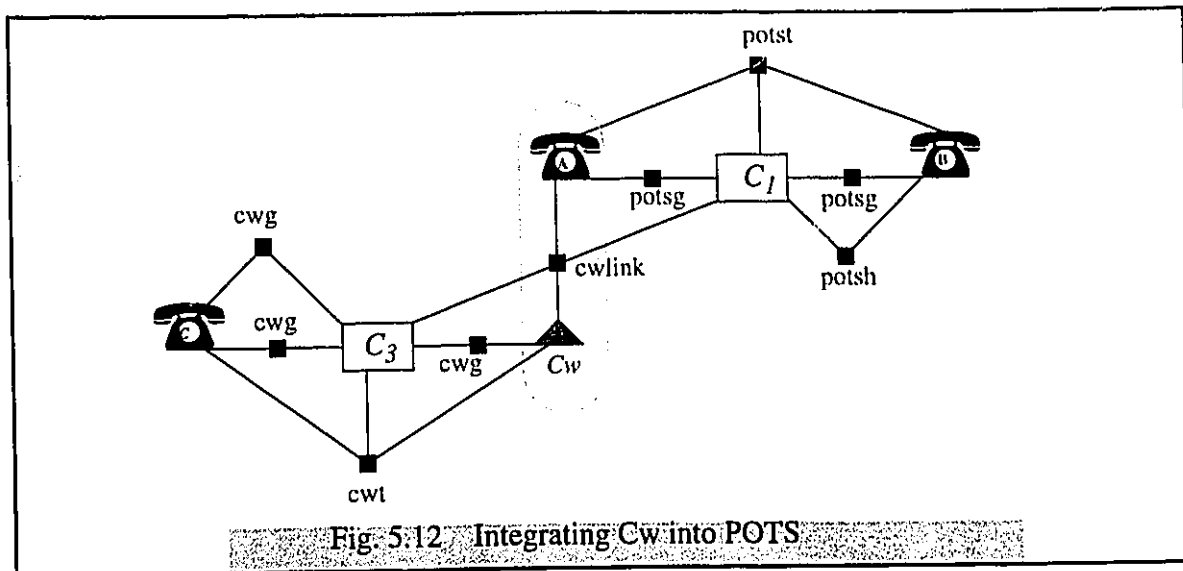 potst
A
B
C1
potsg
potsg
cwg
cwlink
potsh
C
cwg
C3
cwg
Cw
cwt
Fig. 5.12 Integrating Cw into POTS